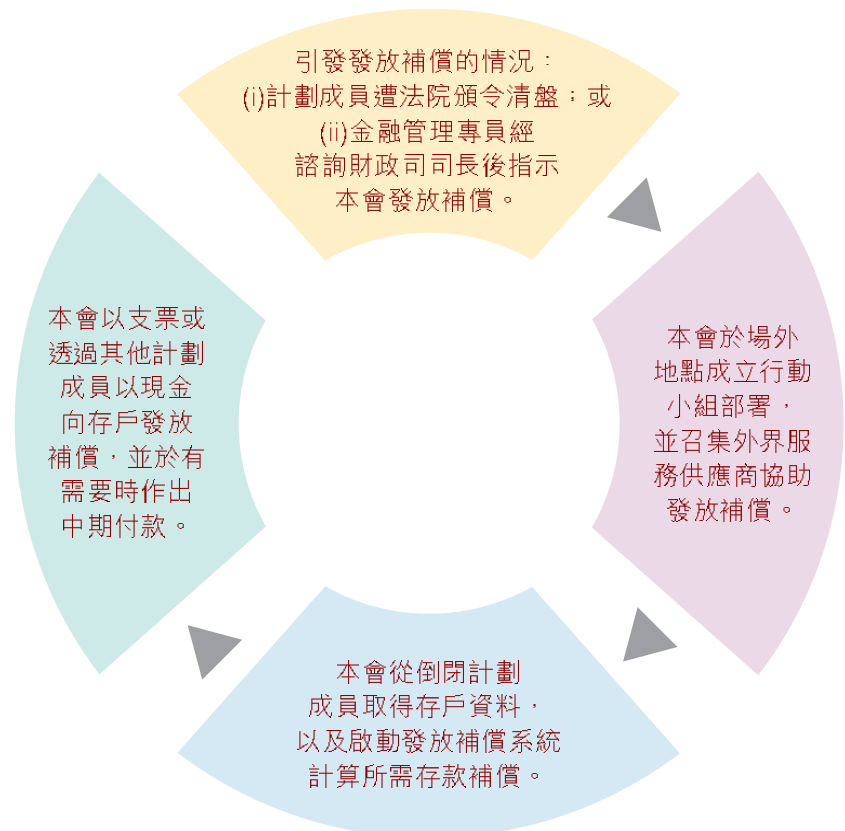 引發發放補償的情況：
(i)計劃成員遭法院頒令清盤；或
(ii)金融管理專員經
諮詢財政司司長後指示
本會發放補償。
本會於場外
地點成立行動
小組部署，
並召集外界服
務供應商協助
發放補償。
本會從倒閉計劃
成員取得存戶資料，
以及啟動發放補償系統
計算所需存款補償。
本會以支票或
透過其他計劃
成員以現金
向存戶發放
補償，並於有
需要時作出
中期付款。